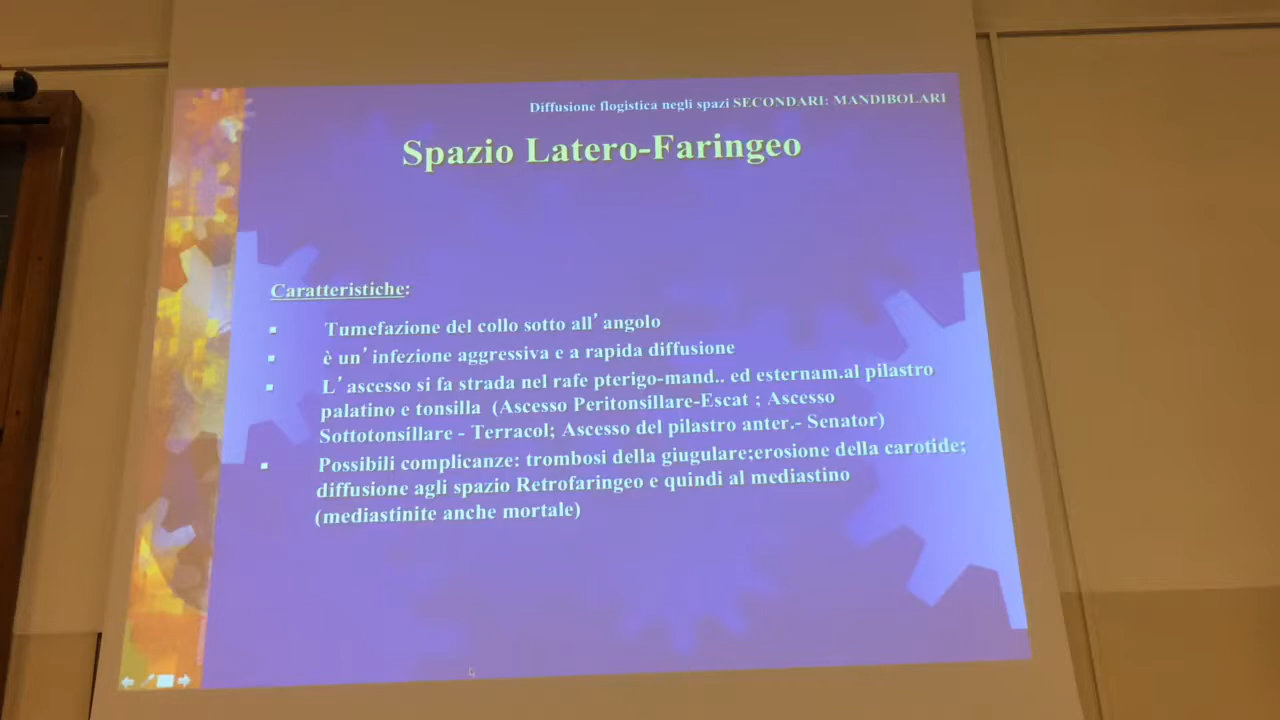 Diffusione flogistica negli spazi SECONDARI: MANDIBOLARI
Spazio Latero-Faringeo
Caratteristiche:
▪ Tumefazione del collo sotto all'angolo
▪ è un'infezione aggressiva e a rapida diffusione
▪ L'ascesso si fa strada nel rafe pterigo-mand.. ed esternam.al pilastro
palatino e tonsilla (Ascesso Peritonsillare-Escat ; Ascesso
Sottotonsillare - Terracol; Ascesso del pilastro anter.- Senator)
▪ Possibili complicanze: trombosi della giugulare;erosione della carotide;
diffusione agli spazio Retrofaringeo e quindi al mediastino
(mediastinite anche mortale)